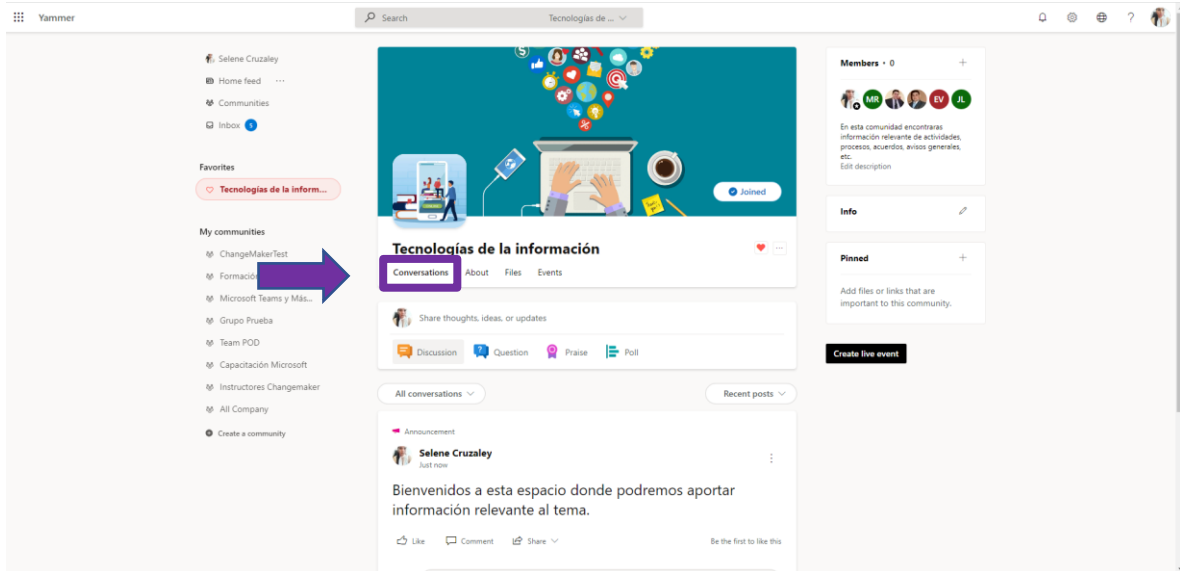 Yammer
Search
Tecnologías de ...
?
Selene Cruzaley
Home feed ...
Communities
Inbox 1
Favorites
Tecnologías de la inform...
My communities
ChangeMakerTest
Formació
Microsoft Teams y Más...
Grupo Prueba
Team POD
Capacitación Microsoft
Instructores Changemaker
All Company
Create a community
Joined
Tecnologías de la información
Conversations About Files Events
Share thoughts, ideas, or updates
Discussion Question Praise Poll
All conversations
Recent posts
Announcement
Selene Cruzaley
Just now
Bienvenidos a esta espacio donde podremos aportar
información relevante al tema.
Like Comment Share
Be the first to like this
Members • 0
MR EV JL
En esta comunidad encontraras
información relevante de actividades,
procesos, acuerdos, avisos generales,
etc.
Edit description
Info
Pinned
Add files or links that are
important to this community.
Create live event